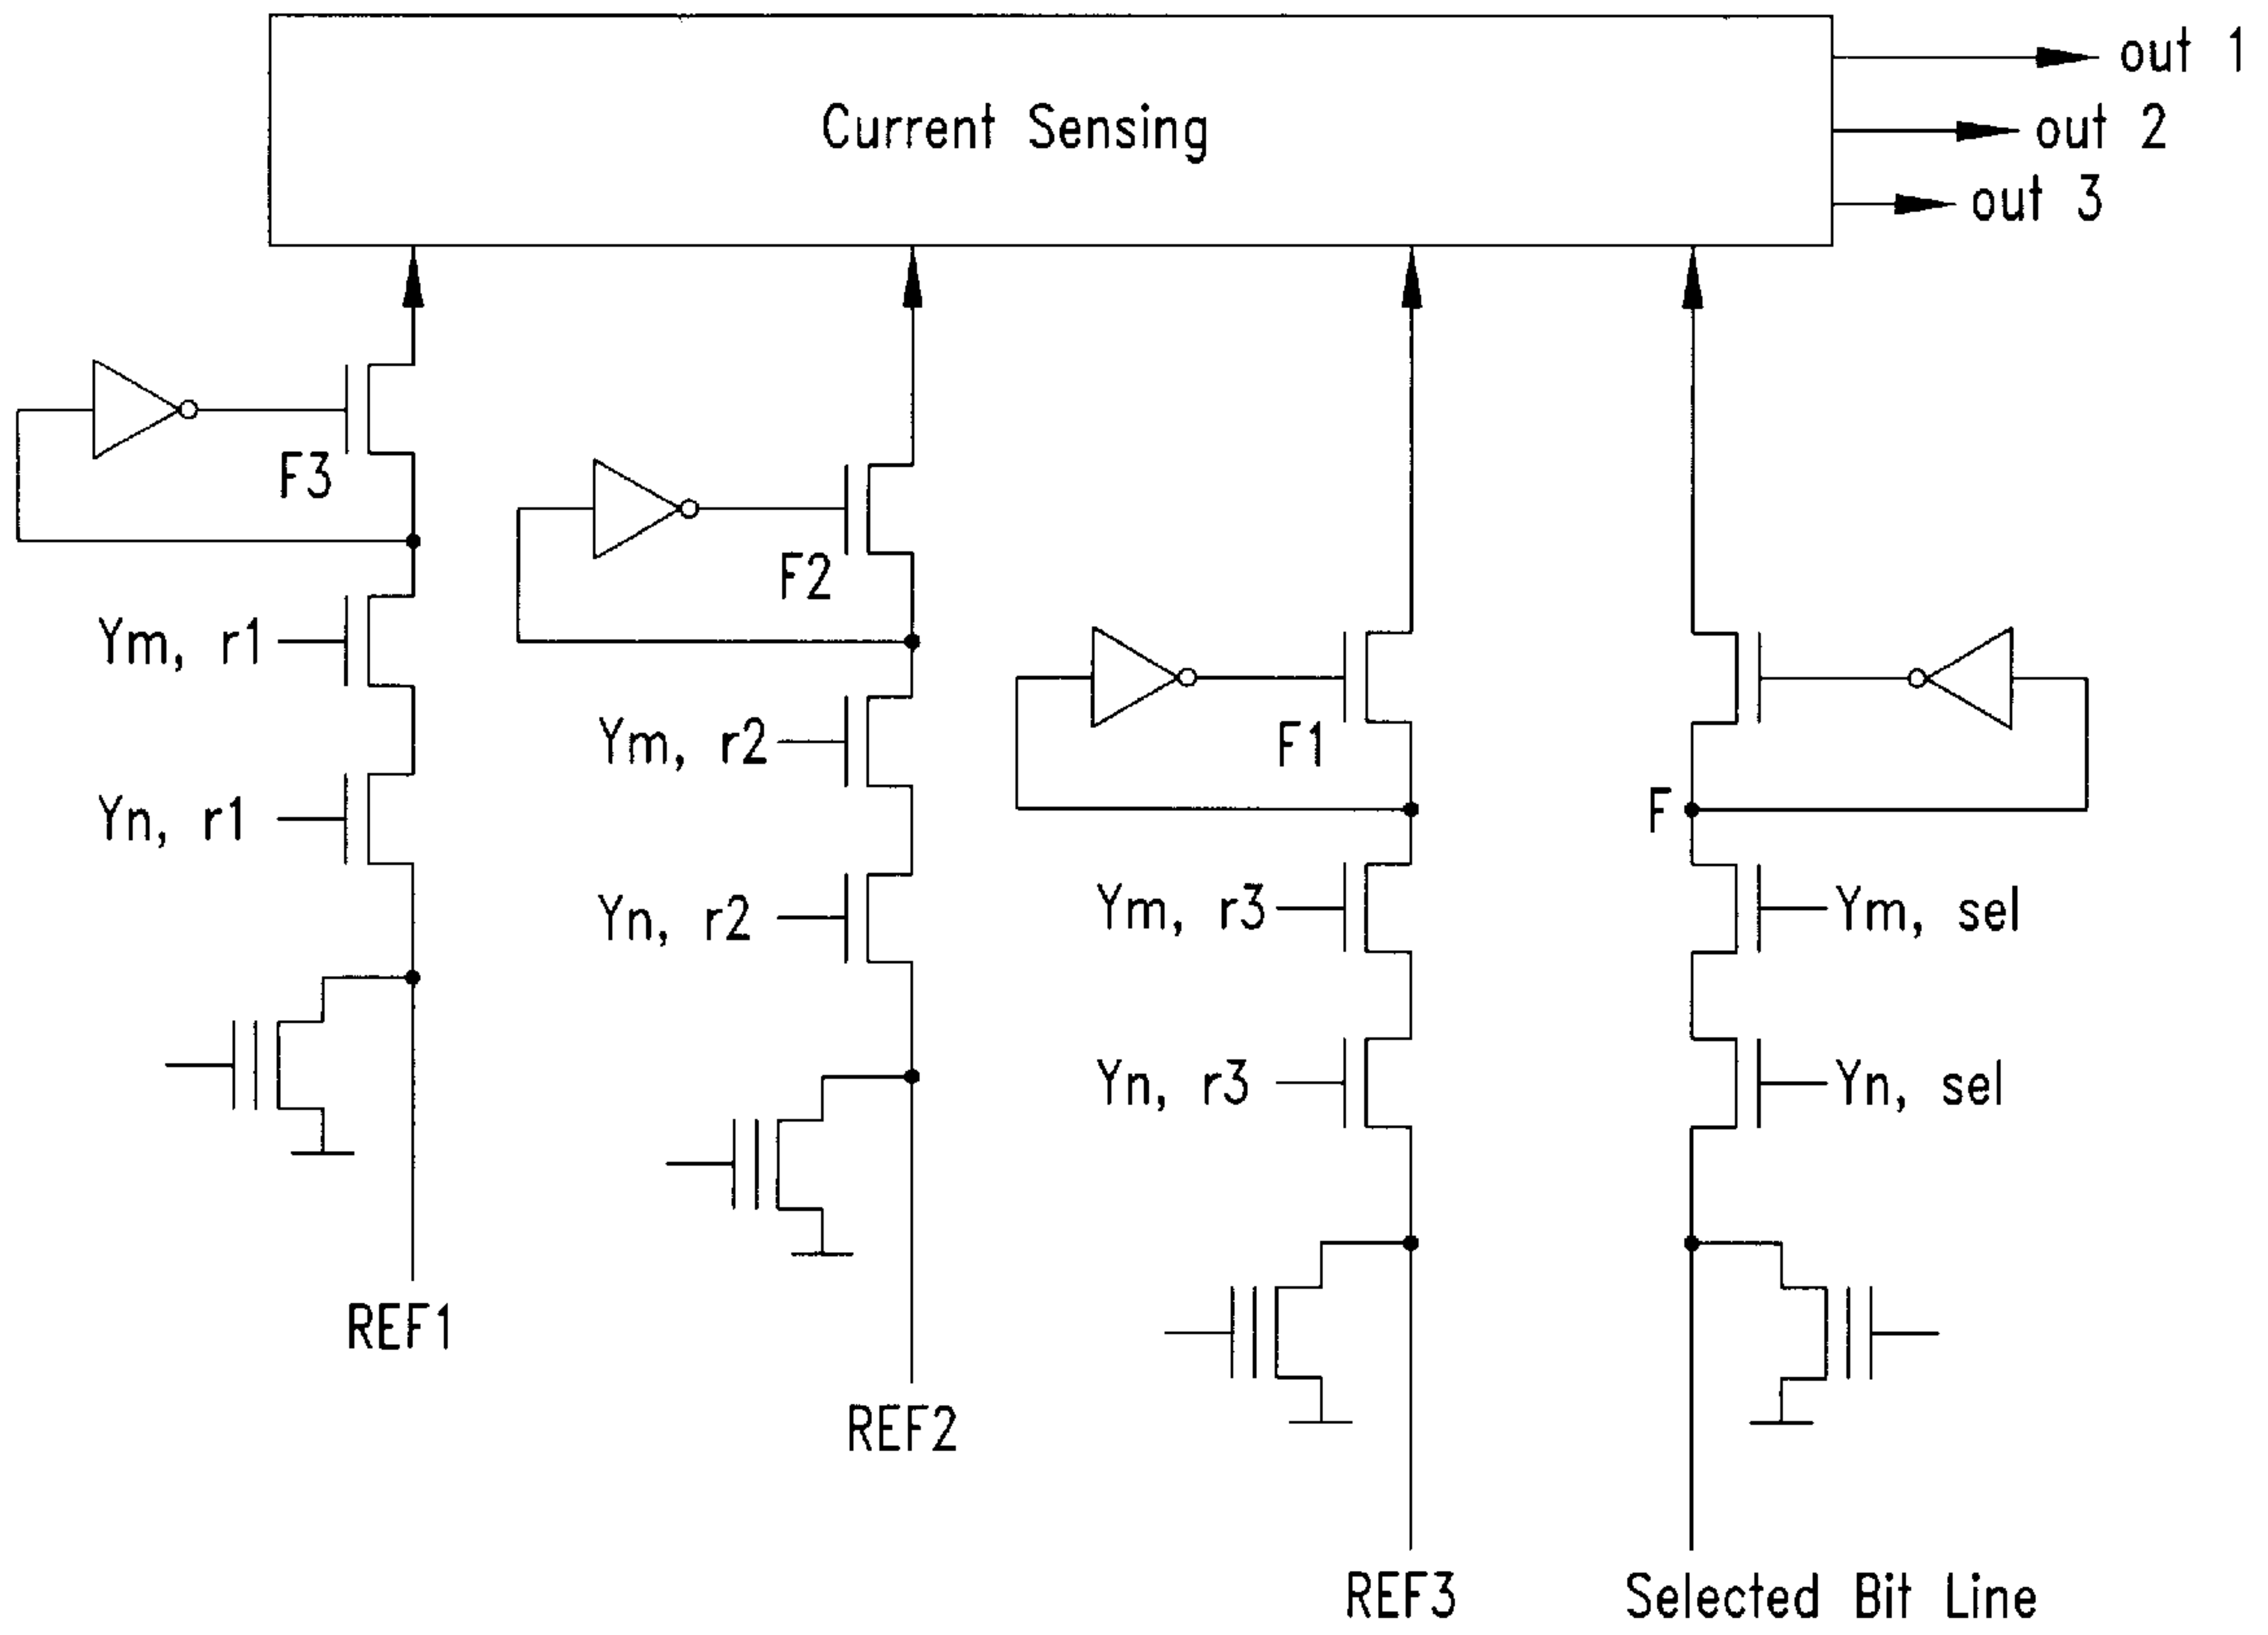 out 1
Current Sensing
out 2
out 3
F3
F2
Ym, r1
Ym, r2
F1
F
Yn, r1
Yn, r2
Ym, r3
Ym, sel
Yn, r3
Yn, sel
REF1
REF2
REF3
Selected Bit Line